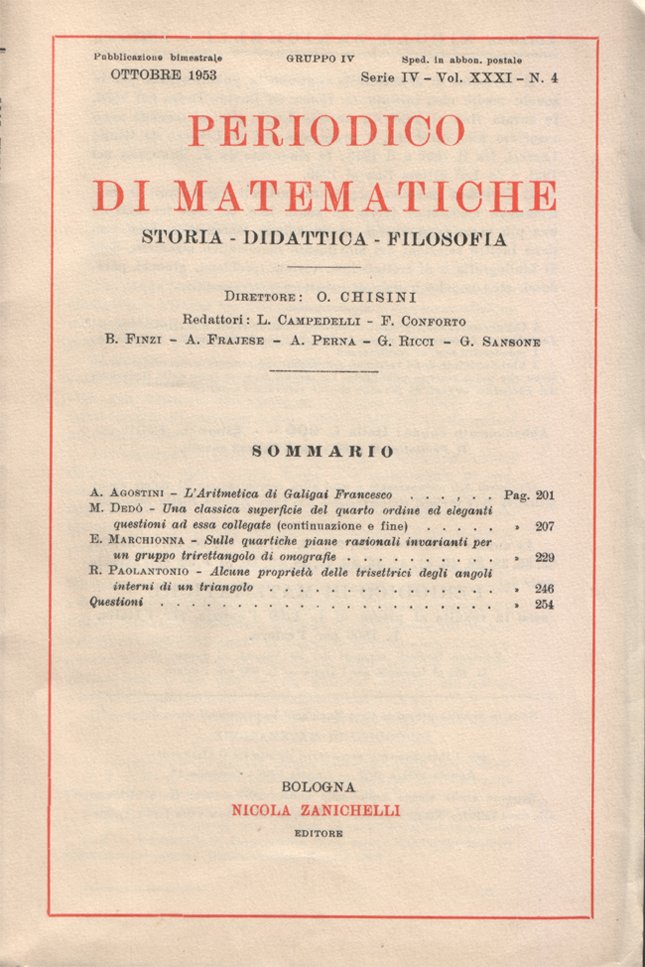 Pubblicazione bimestrale GRUPPO IV Sped. in abbon. postale
OTTOBRE 1953 Serie IV - Vol. XXXI - N. 4
PERIODICO
DI MATEMATICHE
STORIA - DIDATTICA - FILOSOFIA
DIRETTORE: O. CHISINI
Redattori: L. CAMPEDELLI - F. CONFORTO
B. FINZI - A. FRAJESE - A. PERNA - G. RICCI - G. SANSONE
SOMMARIO
A. AGOSTINI - L'Aritmetica di Galigai Francesco . . . , . . Pag. 201
M. DEDÒ - Una classica superficie del quarto ordine ed eleganti
questioni ad essa collegate (continuazione e fine) . . . . . » 207
E. MARCHIONNA - Sulle quartiche piane razionali invarianti per
un gruppo trirettangolo di omografie . . . . . . . . . . » 229
R. PAOLANTONIO - Alcune proprietà delle trisettrici degli angoli
interni di un triangolo . . . . . . . . . . . . . . . » 246
Questioni . . . . . . . . . . . . . . . . . . . . . . » 254
BOLOGNA
NICOLA ZANICHELLI
EDITORE